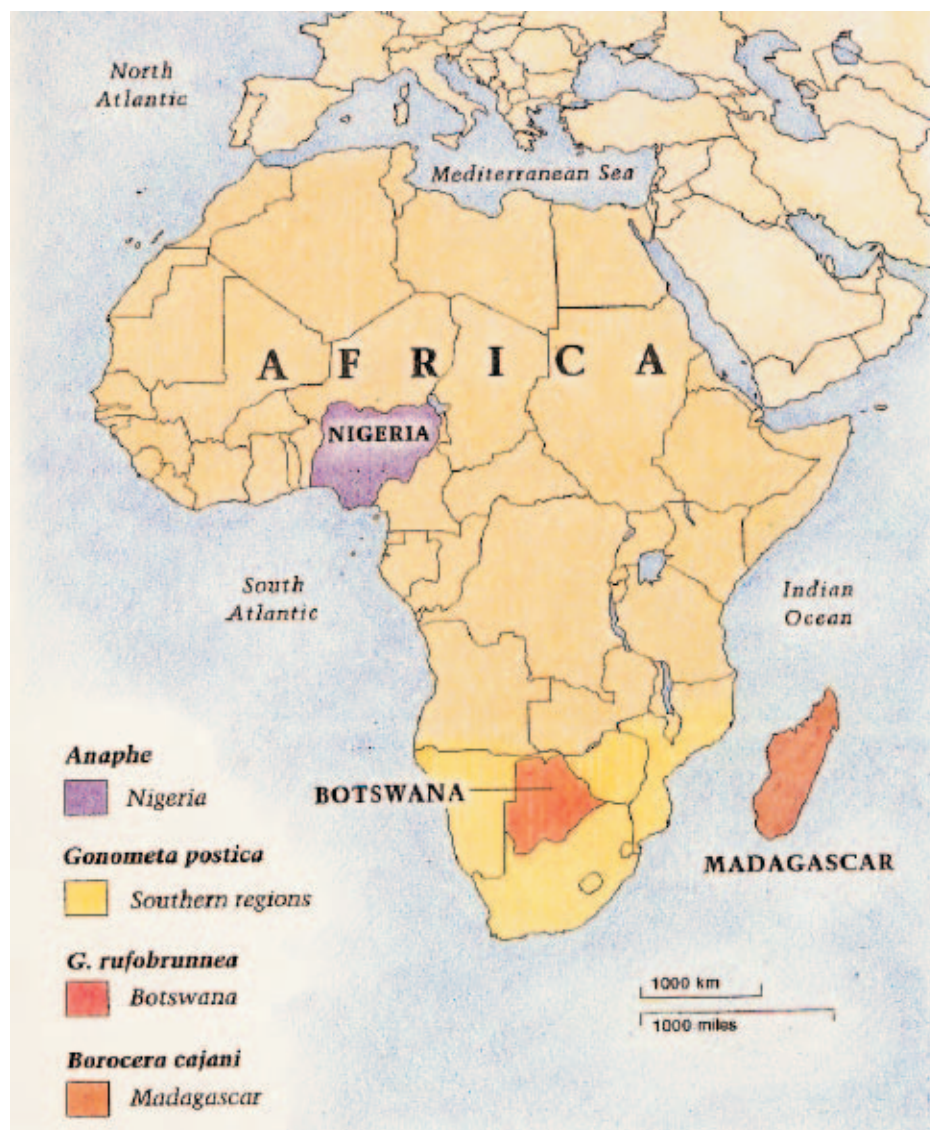 North
Atlantic
Mediterranean Sea
AFRICA
NIGERIA
South
Atlantic
Indian
Ocean
BOTSWANA
MADAGASCAR
Anaphe
Nigeria
Gonometa postica
Southern regions
G. rufobrunnea
Botswana
Borocera cajani
Madagascar
1000 km
1000 miles